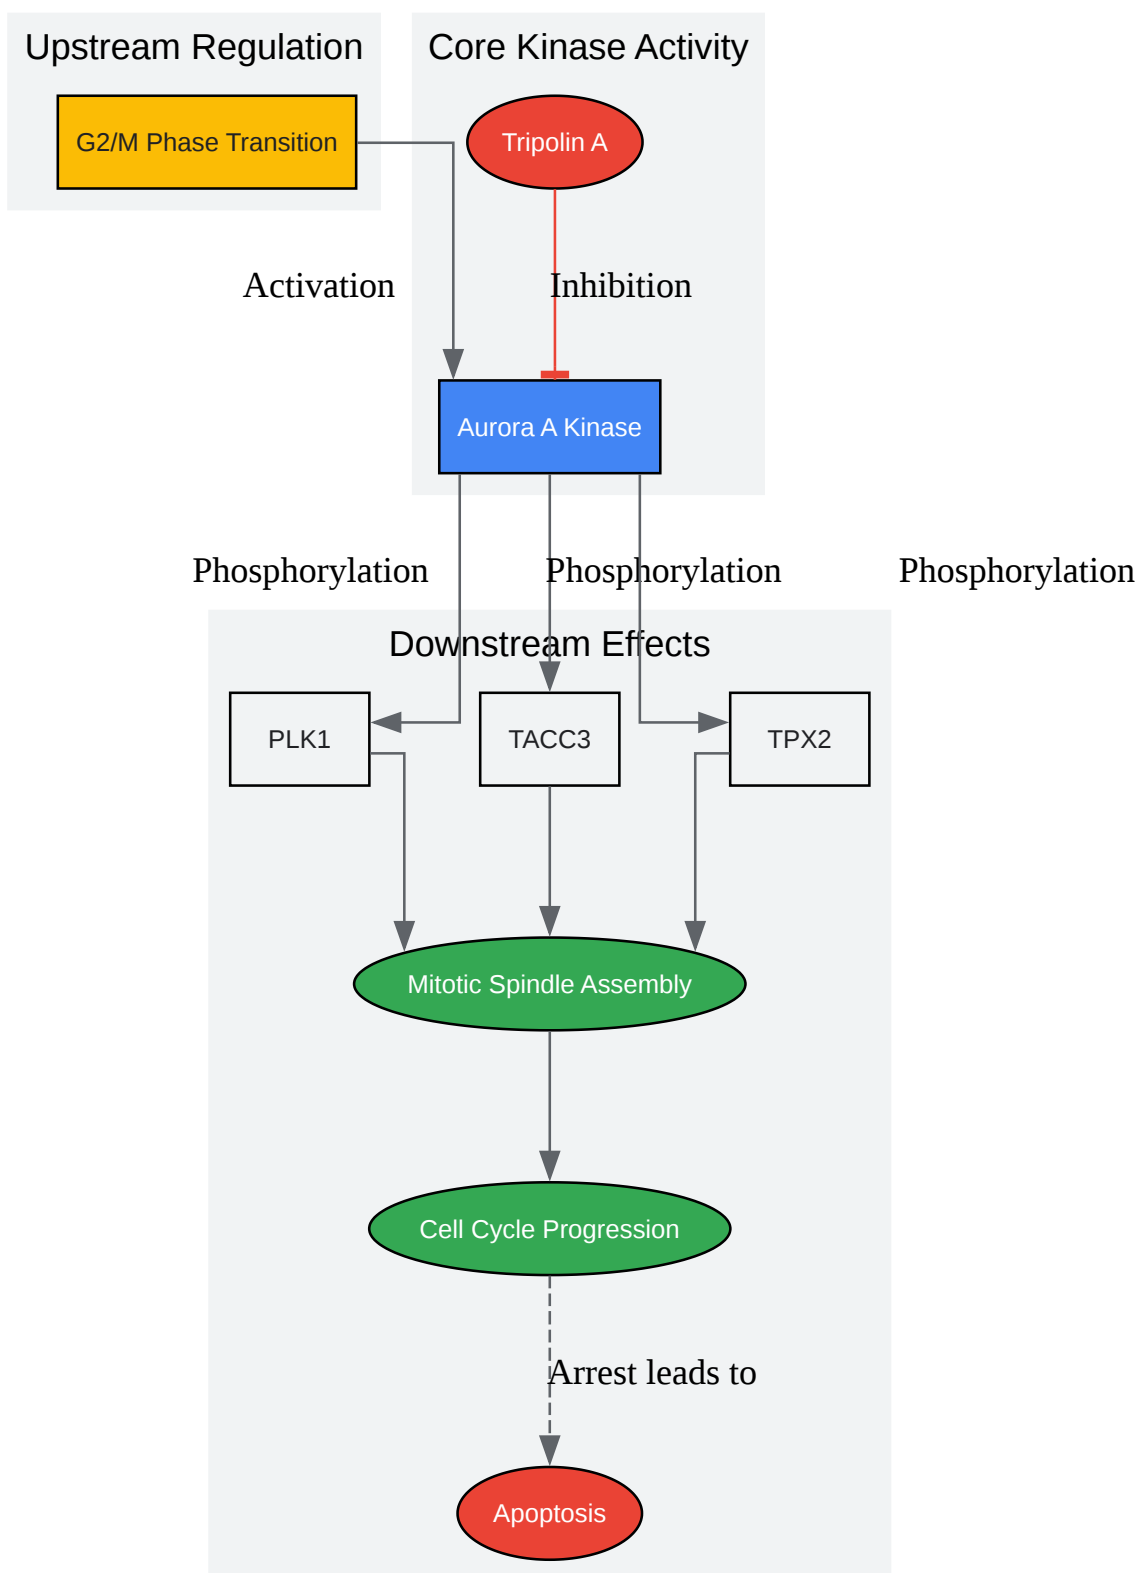 Upstream Regulation
Core Kinase Activity
G2/M Phase Transition
Tripolin A
Activation
Inhibition
Aurora A Kinase
Phosphorylation
Phosphorylation
Phosphorylation
Downstream Effects
PLK1
TACC3
TPX2
Mitotic Spindle Assembly
Cell Cycle Progression
Arrest leads to
Apoptosis